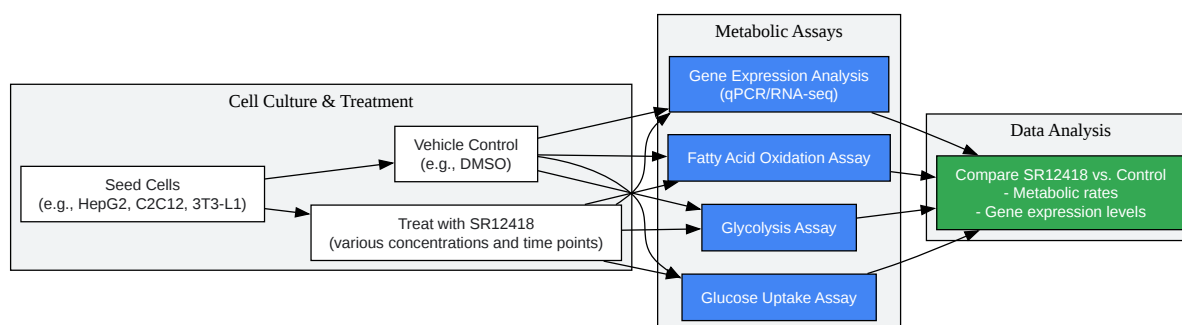 Cell Culture & Treatment
Seed Cells
(e.g., HepG2, C2C12, 3T3-L1)
Vehicle Control
(e.g., DMSO)
Treat with SR12418
(various concentrations and time points)
Metabolic Assays
Gene Expression Analysis
(qPCR/RNA-seq)
Fatty Acid Oxidation Assay
Glycolysis Assay
Glucose Uptake Assay
Data Analysis
Compare SR12418 vs. Control
- Metabolic rates
- Gene expression levels